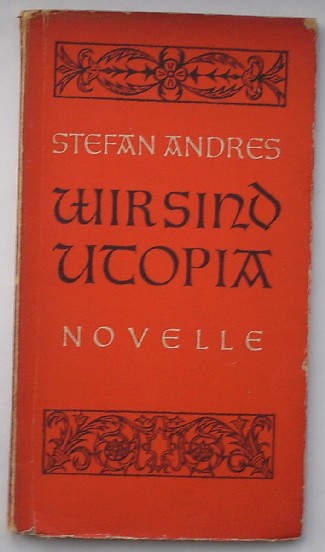 STEFAN ANDRES
WIR SIND
UTOPIA
NOVELLE